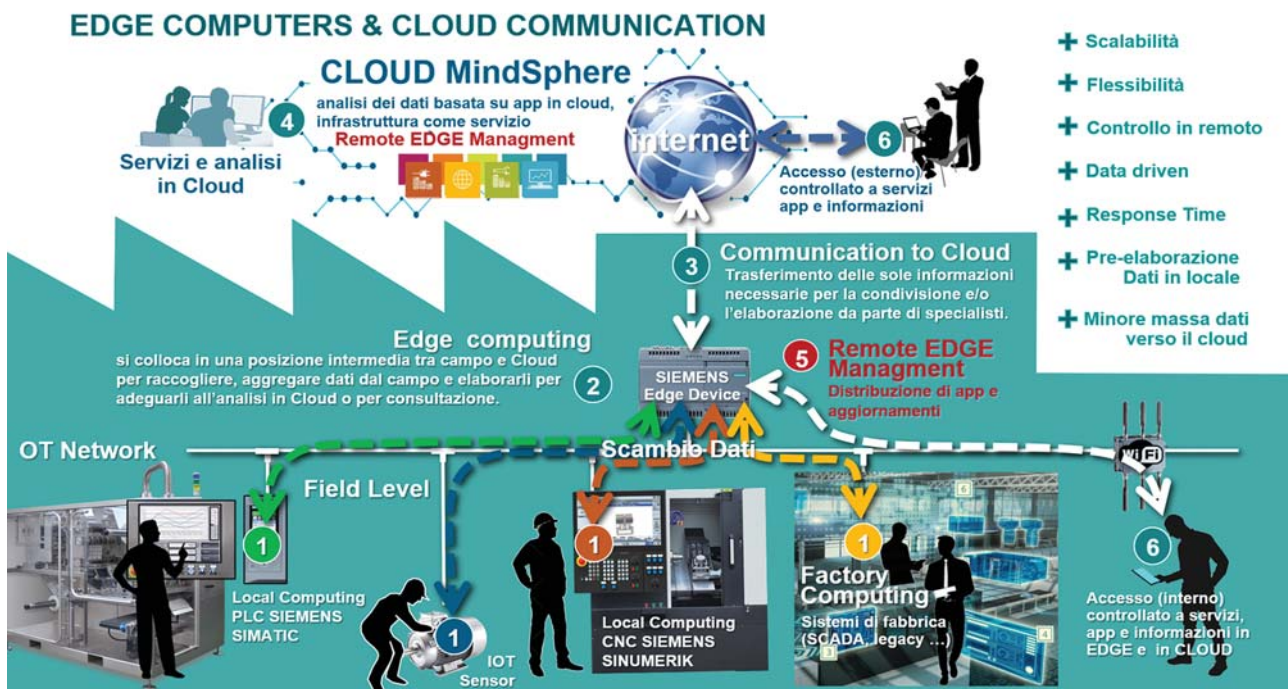 EDGE COMPUTERS & CLOUD COMMUNICATION
CLOUD MindSphere
analisi dei dati basata su app in cloud,
infrastruttura come servizio
Remote EDGE Managment
4
Servizi e analisi
in Cloud
internet
6
Accesso (esterno)
controllato a servizi
app e informazioni
+ Scalabilità
+ Flessibilità
+ Controllo in remoto
+ Data driven
+ Response Time
+ Pre-elaborazione
Dati in locale
+ Minore massa dati
verso il cloud
3
Communication to Cloud
Trasferimento delle sole informazioni
necessarie per la condivisione e/o
l'elaborazione da parte di specialisti.
Edge computing
si colloca in una posizione intermedia tra campo e Cloud
per raccogliere, aggregare dati dal campo e elaborarli per
adeguarli all'analisi in Cloud o per consultazione.
2
SIEMENS
Edge Device
5
Remote EDGE
Managment
Distribuzione di app e
aggiornamenti
OT Network
Scambio Dati
WiFi
Field Level
1
Local Computing
PLC SIEMENS
SIMATIC
1
IOT
Sensor
1
Local Computing
CNC SIEMENS
SINUMERIK
1
Factory
Computing
Sistemi di fabbrica
(SCADA, legacy ...)
6
3
4
6
Accesso (interno)
controllato a servizi,
app e informazioni in
EDGE e in CLOUD